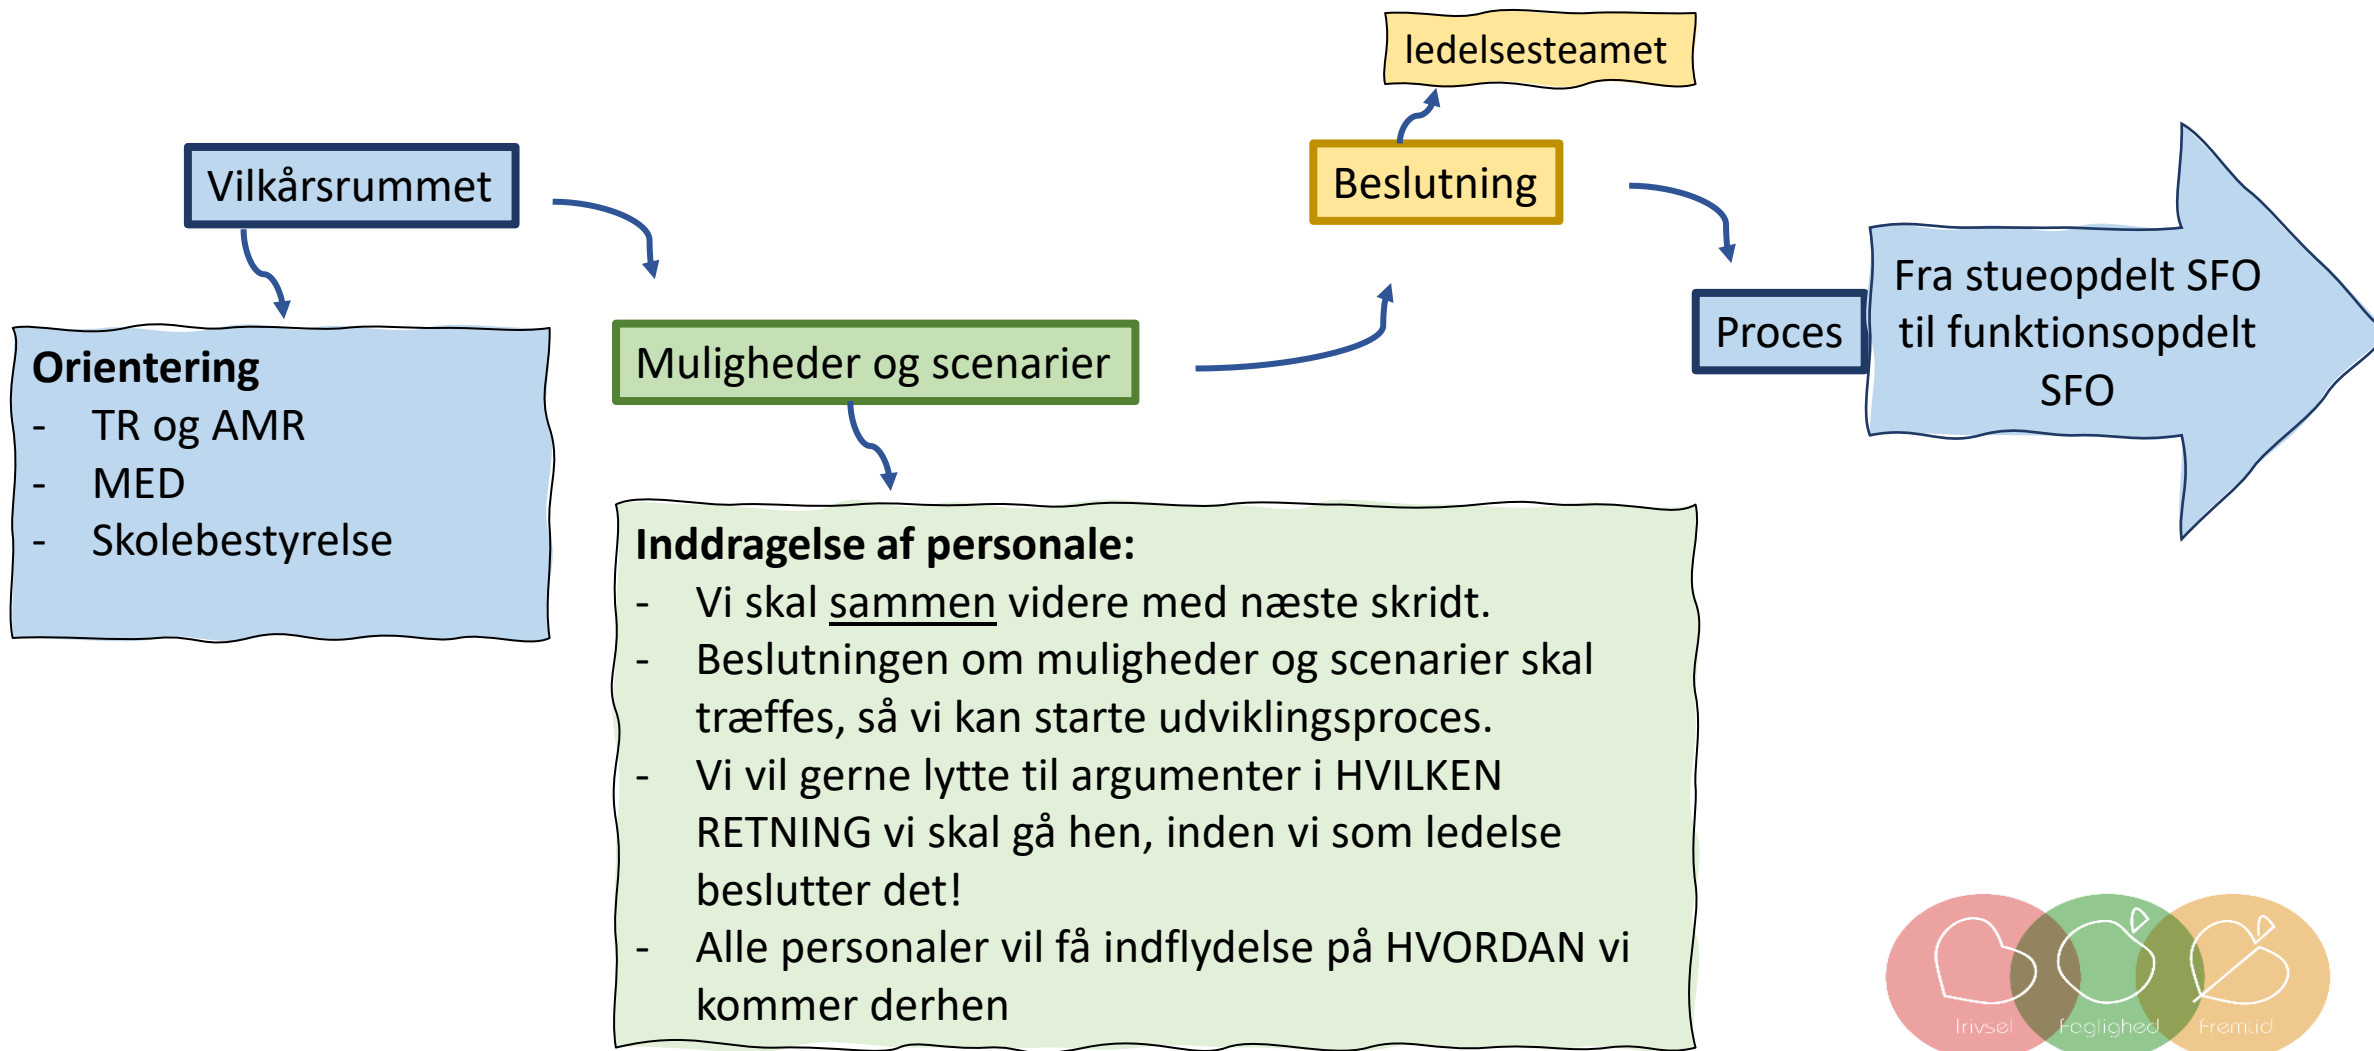 ledelsesteamet
Vilkårsrummet
Beslutning
Orientering
- TR og AMR
- MED
- Skolebestyrelse
Muligheder og scenarier
Proces
Fra stueopdelt SFO
til funktionsopdelt
SFO
Inddragelse af personale:
- Vi skal sammen videre med næste skridt.
- Beslutningen om muligheder og scenarier skal
træffes, så vi kan starte udviklingsproces.
- Vi vil gerne lytte til argumenter i HVILKEN
RETNING vi skal gå hen, inden vi som ledelse
beslutter det!
- Alle personaler vil få indflydelse på HVORDAN vi
kommer derhen
Trivsel
Faglighed
Fremtid